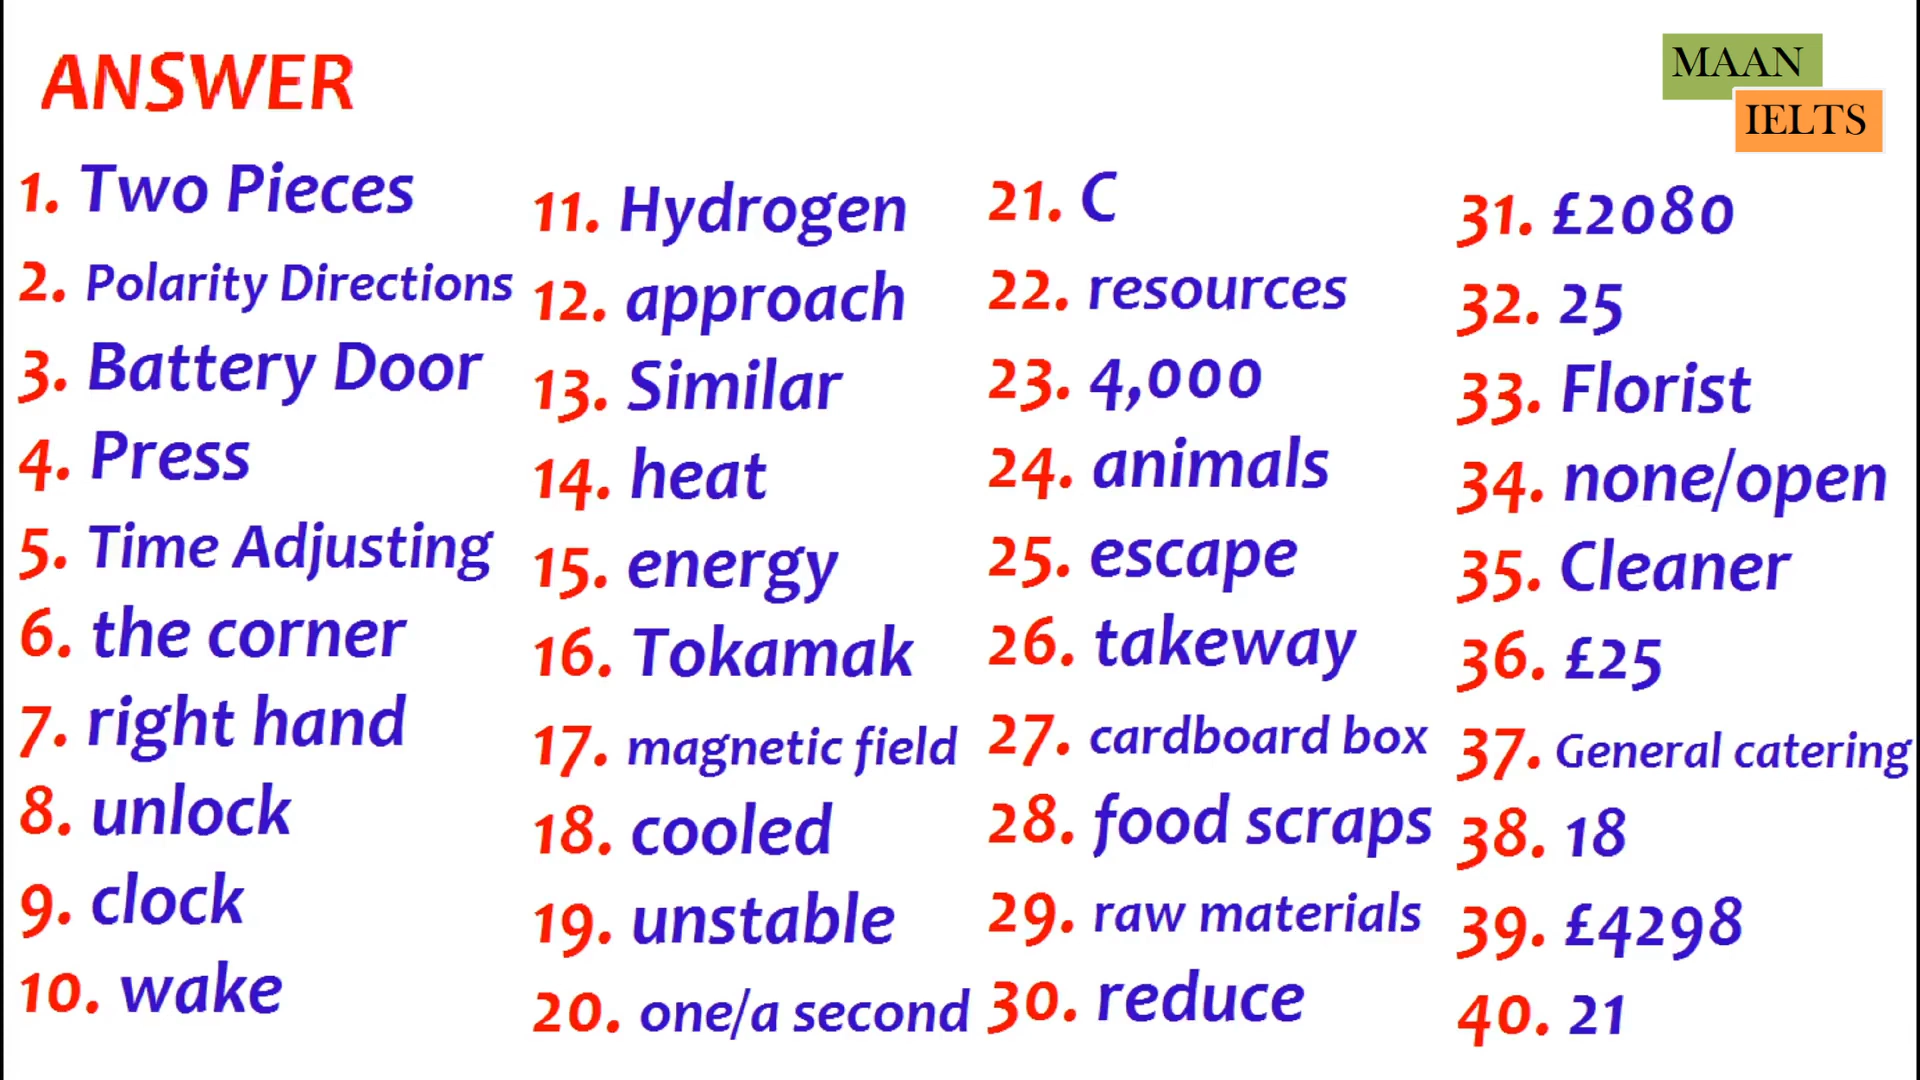 ANSWER
MAAN
IELTS
1. Two Pieces
2. Polarity Directions
3. Battery Door
4. Press
5. Time Adjusting
6. the corner
7. right hand
8. unlock
9. clock
10. wake
11. Hydrogen
12. approach
13. Similar
14. heat
15. energy
16. Tokamak
17. magnetic field
18. cooled
19. unstable
20. one/a second
21. C
22. resources
23. 4,000
24. animals
25. escape
26. takeway
27. cardboard box
28. food scraps
29. raw materials
30. reduce
31. £2080
32. 25
33. Florist
34. none/open
35. Cleaner
36. £25
37. General catering
38. 18
39. £4298
40. 21